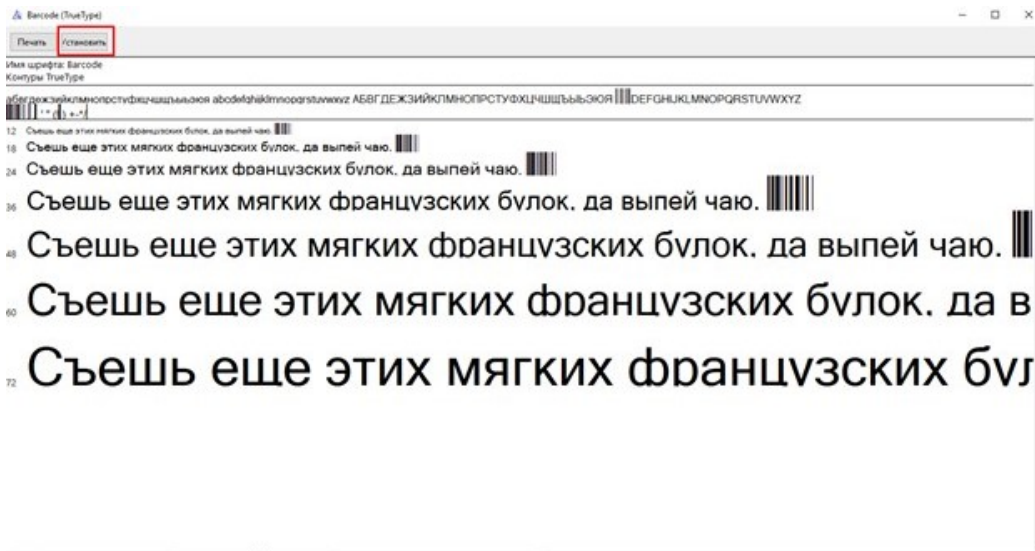 Barcode (TrueType)
Печать Установить
Имя шрифта: Barcode
Контуры TrueType
абвгдежзийклмнопрстуфхцчшщъыьэюя abcdefghijklmnopqrstuvwxyz АБВГДЕЖЗИЙКЛМНОПРСТУФХЦЧШЩЪЫЬЭЮЯ DEFGHIJKLMNOPQRSTUVWXYZ
12 Съешь еще этих мягких французских булок, да выпей чаю.
18 Съешь еще этих мягких французских булок, да выпей чаю.
24 Съешь еще этих мягких французских булок, да выпей чаю.
36 Съешь еще этих мягких французских булок, да выпей чаю.
48 Съешь еще этих мягких французских булок, да выпей чаю.
60 Съешь еще этих мягких французских булок, да в
72 Съешь еще этих мягких французских бул